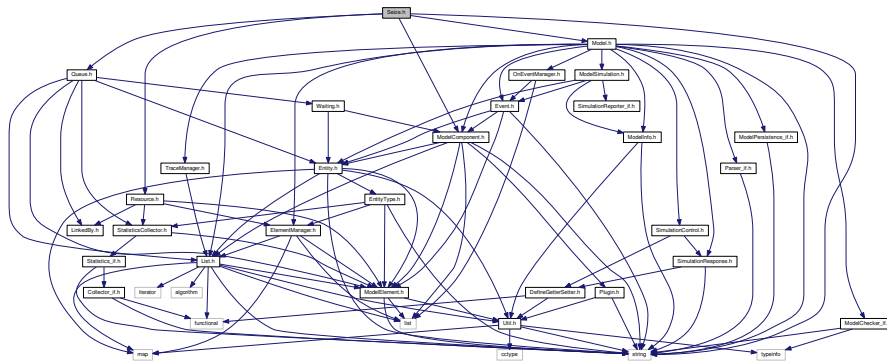 Seize.h
Model.h
Queue.h
OnEventManager.h
ModelSimulation.h
Waiting.h
Event.h
SimulationReporter_if.h
ModelComponent.h
ModelInfo.h
ModelPersistence_if.h
TraceManager.h
Entity.h
Parser_if.h
Resource.h
EntityType.h
LinkedBy.h
StatisticsCollector.h
ElementManager.h
SimulationControl.h
Statistics_if.h
List.h
SimulationResponse.h
Collector_if.h
iterator
algorithm
ModelElement.h
DefineGetterSetter.h
Plugin.h
functional
list
Util.h
ModelChecker_if.h
map
cctype
string
typeinfo